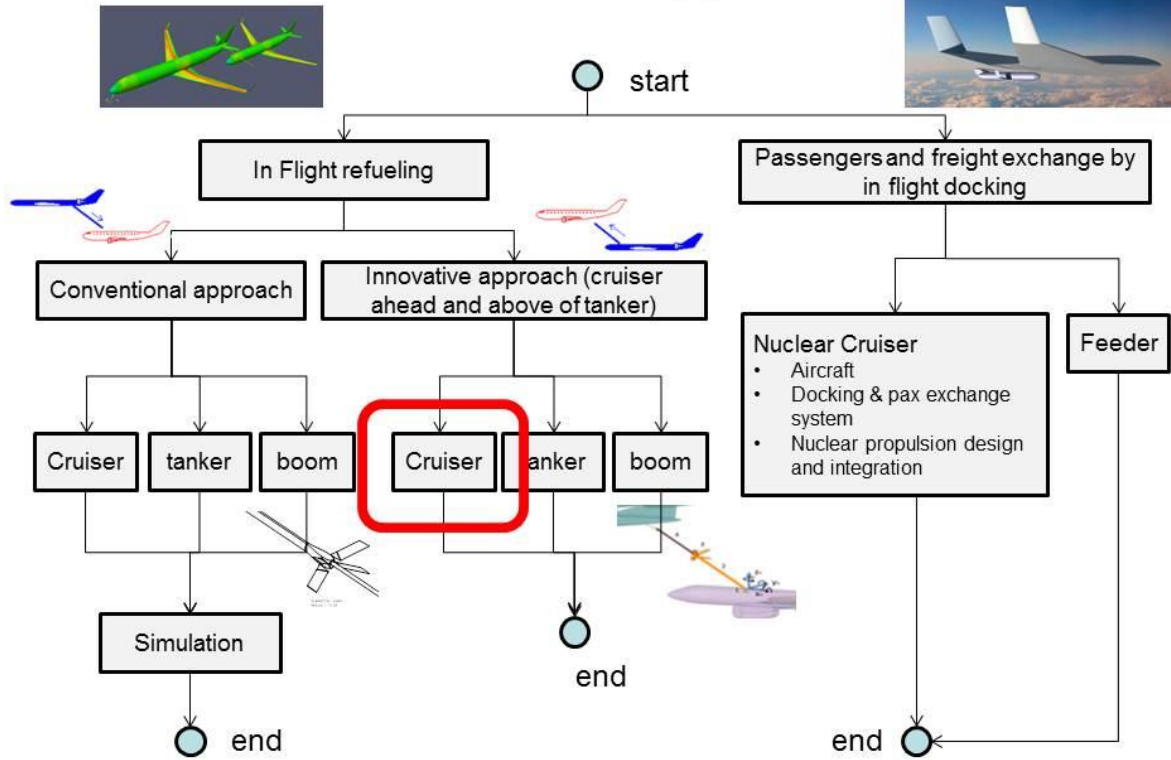 start
In Flight refueling
Passengers and freight exchange by
in flight docking
Conventional approach
Innovative approach (cruiser
ahead and above of tanker)
Nuclear Cruiser
• Aircraft
• Docking & pax exchange
system
• Nuclear propulsion design
and integration
Feeder
Cruiser
tanker
boom
Cruiser
anker
boom
Simulation
end
end
end